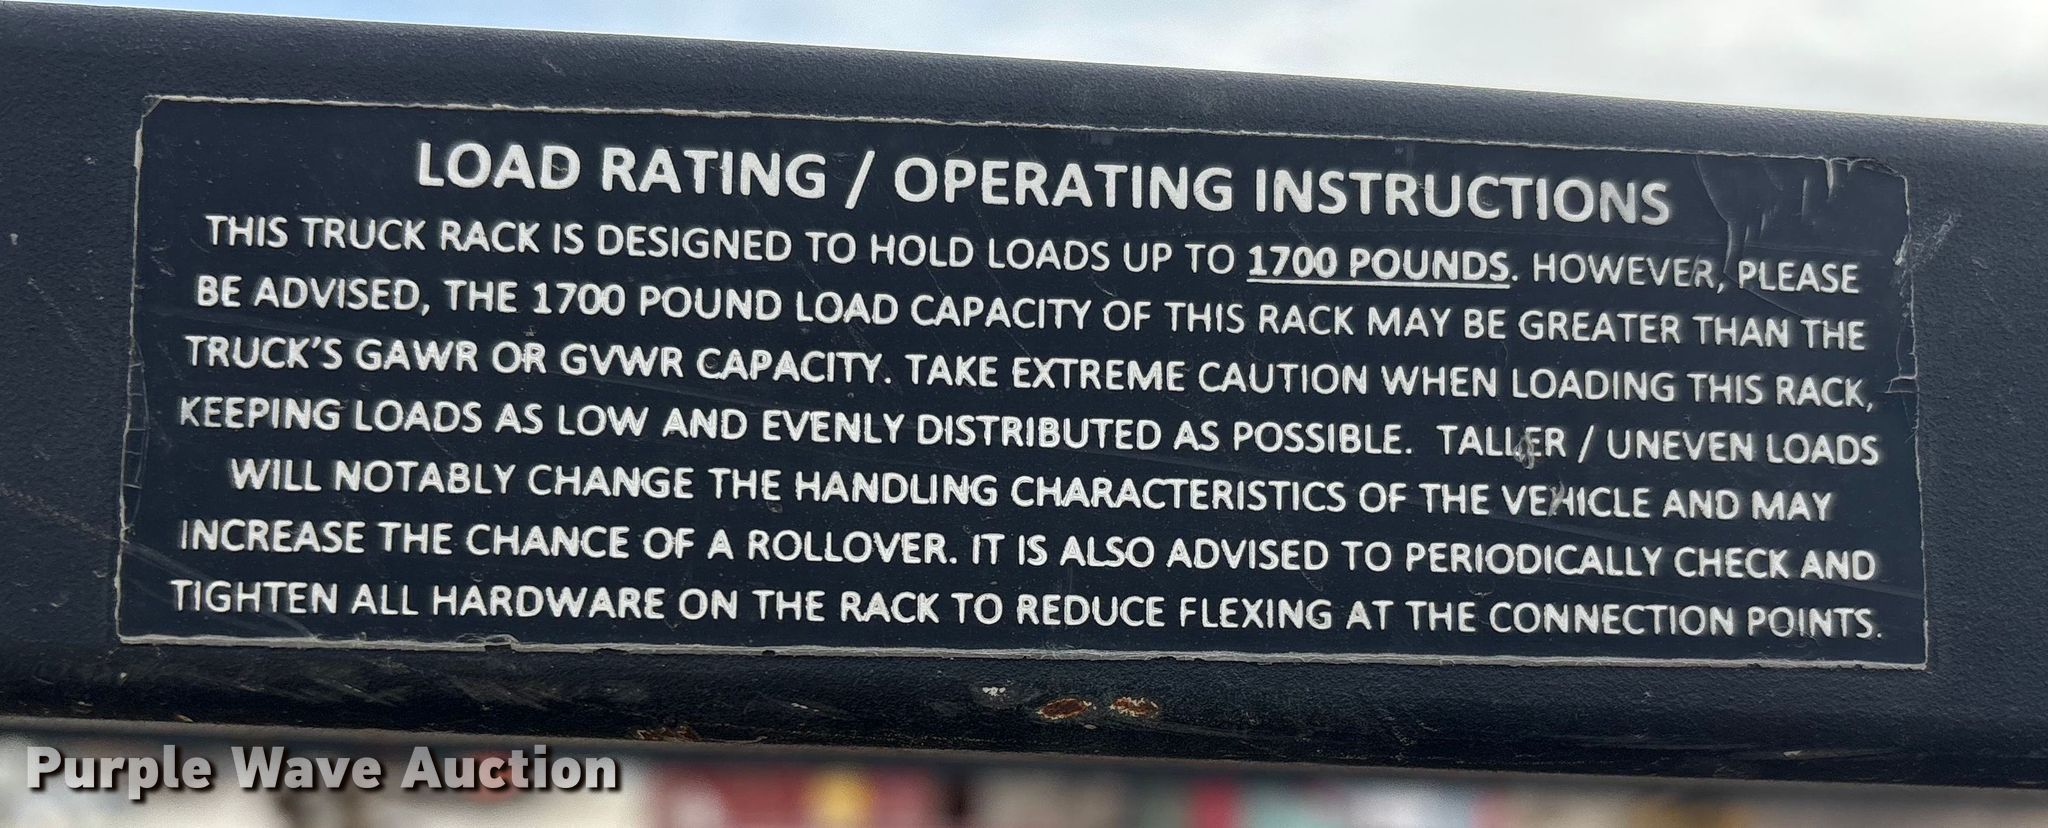 LOAD RATING / OPERATING INSTRUCTIONS
THIS TRUCK RACK IS DESIGNED TO HOLD LOADS UP TO 1700 POUNDS. HOWEVER, PLEASE
BE ADVISED, THE 1700 POUND LOAD CAPACITY OF THIS RACK MAY BE GREATER THAN THE
TRUCK'S GAWR OR GVWR CAPACITY. TAKE EXTREME CAUTION WHEN LOADING THIS RACK,
KEEPING LOADS AS LOW AND EVENLY DISTRIBUTED AS POSSIBLE. TALLER / UNEVEN LOADS
WILL NOTABLY CHANGE THE HANDLING CHARACTERISTICS OF THE VEHICLE AND MAY
INCREASE THE CHANCE OF A ROLLOVER. IT IS ALSO ADVISED TO PERIODICALLY CHECK AND
TIGHTEN ALL HARDWARE ON THE RACK TO REDUCE FLEXING AT THE CONNECTION POINTS.
Purple Wave Auction